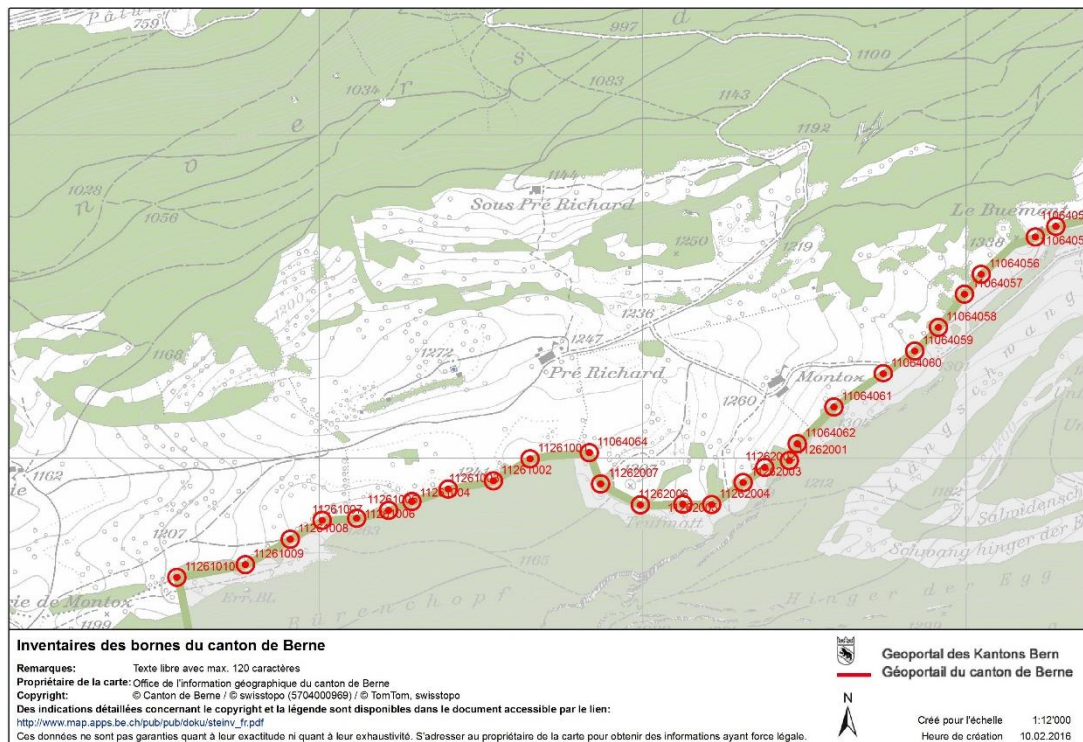 759
997
1100
1083
1143
1034
1192
1028
1144
Sous Pré Richard
1056
Le Buement
1250
1338
1219
11064056
11064057
1200
1236
11064058
1168
1247
11064059
1272
Pré Richard
11064060
Montox
1260
11064061
11064062
1162
11261001
11064064
11262001
11261002
11262003
11262007
11261004
11262004
11262006
1182
1212
11261007
11261006
11261008
1207
11261009
1165
11261010
Err. Bl.
Bürenchopf
Hinger der Egg
1199
Inventaires des bornes du canton de Berne
Remarques: Texte libre avec max. 120 caractères
Propriétaire de la carte: Office de l'information géographique du canton de Berne
Copyright: © Canton de Berne / © swisstopo (5704000969) / © TomTom, swisstopo
Des indications détaillées concernant le copyright et la légende sont disponibles dans le document accessible par le lien:
http://www.map.apps.be.ch/pub/pub/doku/steinv_fr.pdf
Ces données ne sont pas garanties quant à leur exactitude ni quant à leur exhaustivité. S'adresser au propriétaire de la carte pour obtenir des informations ayant force légale.
Geoportal des Kantons Bern
Géoportail du canton de Berne
N
Créé pour l'échelle 1:12'000
Heure de création 10.02.2016